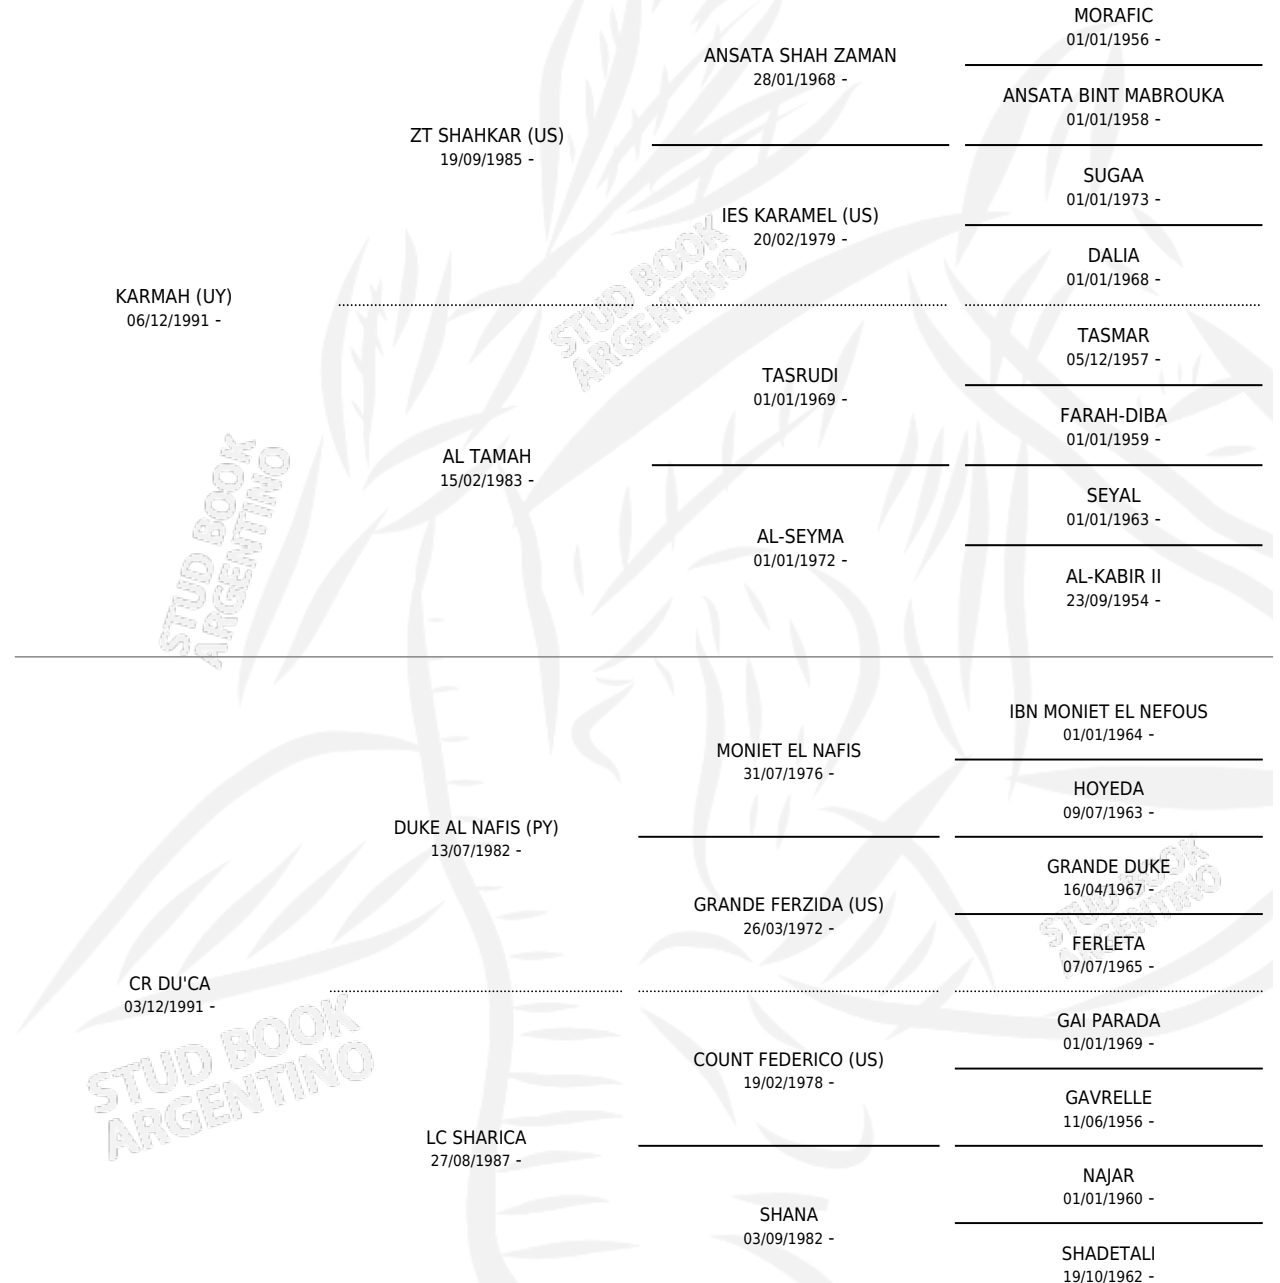 MORAFIC
01/01/1956 -
ANSATA SHAH ZAMAN
28/01/1968 -
ANSATA BINT MABROUKA
01/01/1958 -
ZT SHAHKAR (US)
19/09/1985 -
SUGAA
01/01/1973 -
IES KARAMEL (US)
20/02/1979 -
DALIA
01/01/1968 -
KARMAH (UY)
06/12/1991 -
STUD BOOK
ARGENTINO
TASMAR
05/12/1957 -
TASRUDI
01/01/1969 -
FARAH-DIBA
01/01/1959 -
AL TAMAH
15/02/1983 -
SEYAL
01/01/1963 -
AL-SEYMA
01/01/1972 -
AL-KABIR II
23/09/1954 -
STUD BOOK
ARGENTINO
IBN MONIET EL NEFOUS
01/01/1964 -
MONIET EL NAFIS
31/07/1976 -
HOYEDA
09/07/1963 -
DUKE AL NAFIS (PY)
13/07/1982 -
GRANDE DUKE
16/04/1967 -
GRANDE FERZIDA (US)
26/03/1972 -
FERLETA
07/07/1965 -
STUD BOOK
ARGENTINO
CR DU'CA
03/12/1991 -
GAI PARADA
01/01/1969 -
COUNT FEDERICO (US)
19/02/1978 -
GAVRELLE
11/06/1956 -
STUD BOOK
ARGENTINO
LC SHARICA
27/08/1987 -
NAJAR
01/01/1960 -
SHANA
03/09/1982 -
SHADETALI
19/10/1962 -